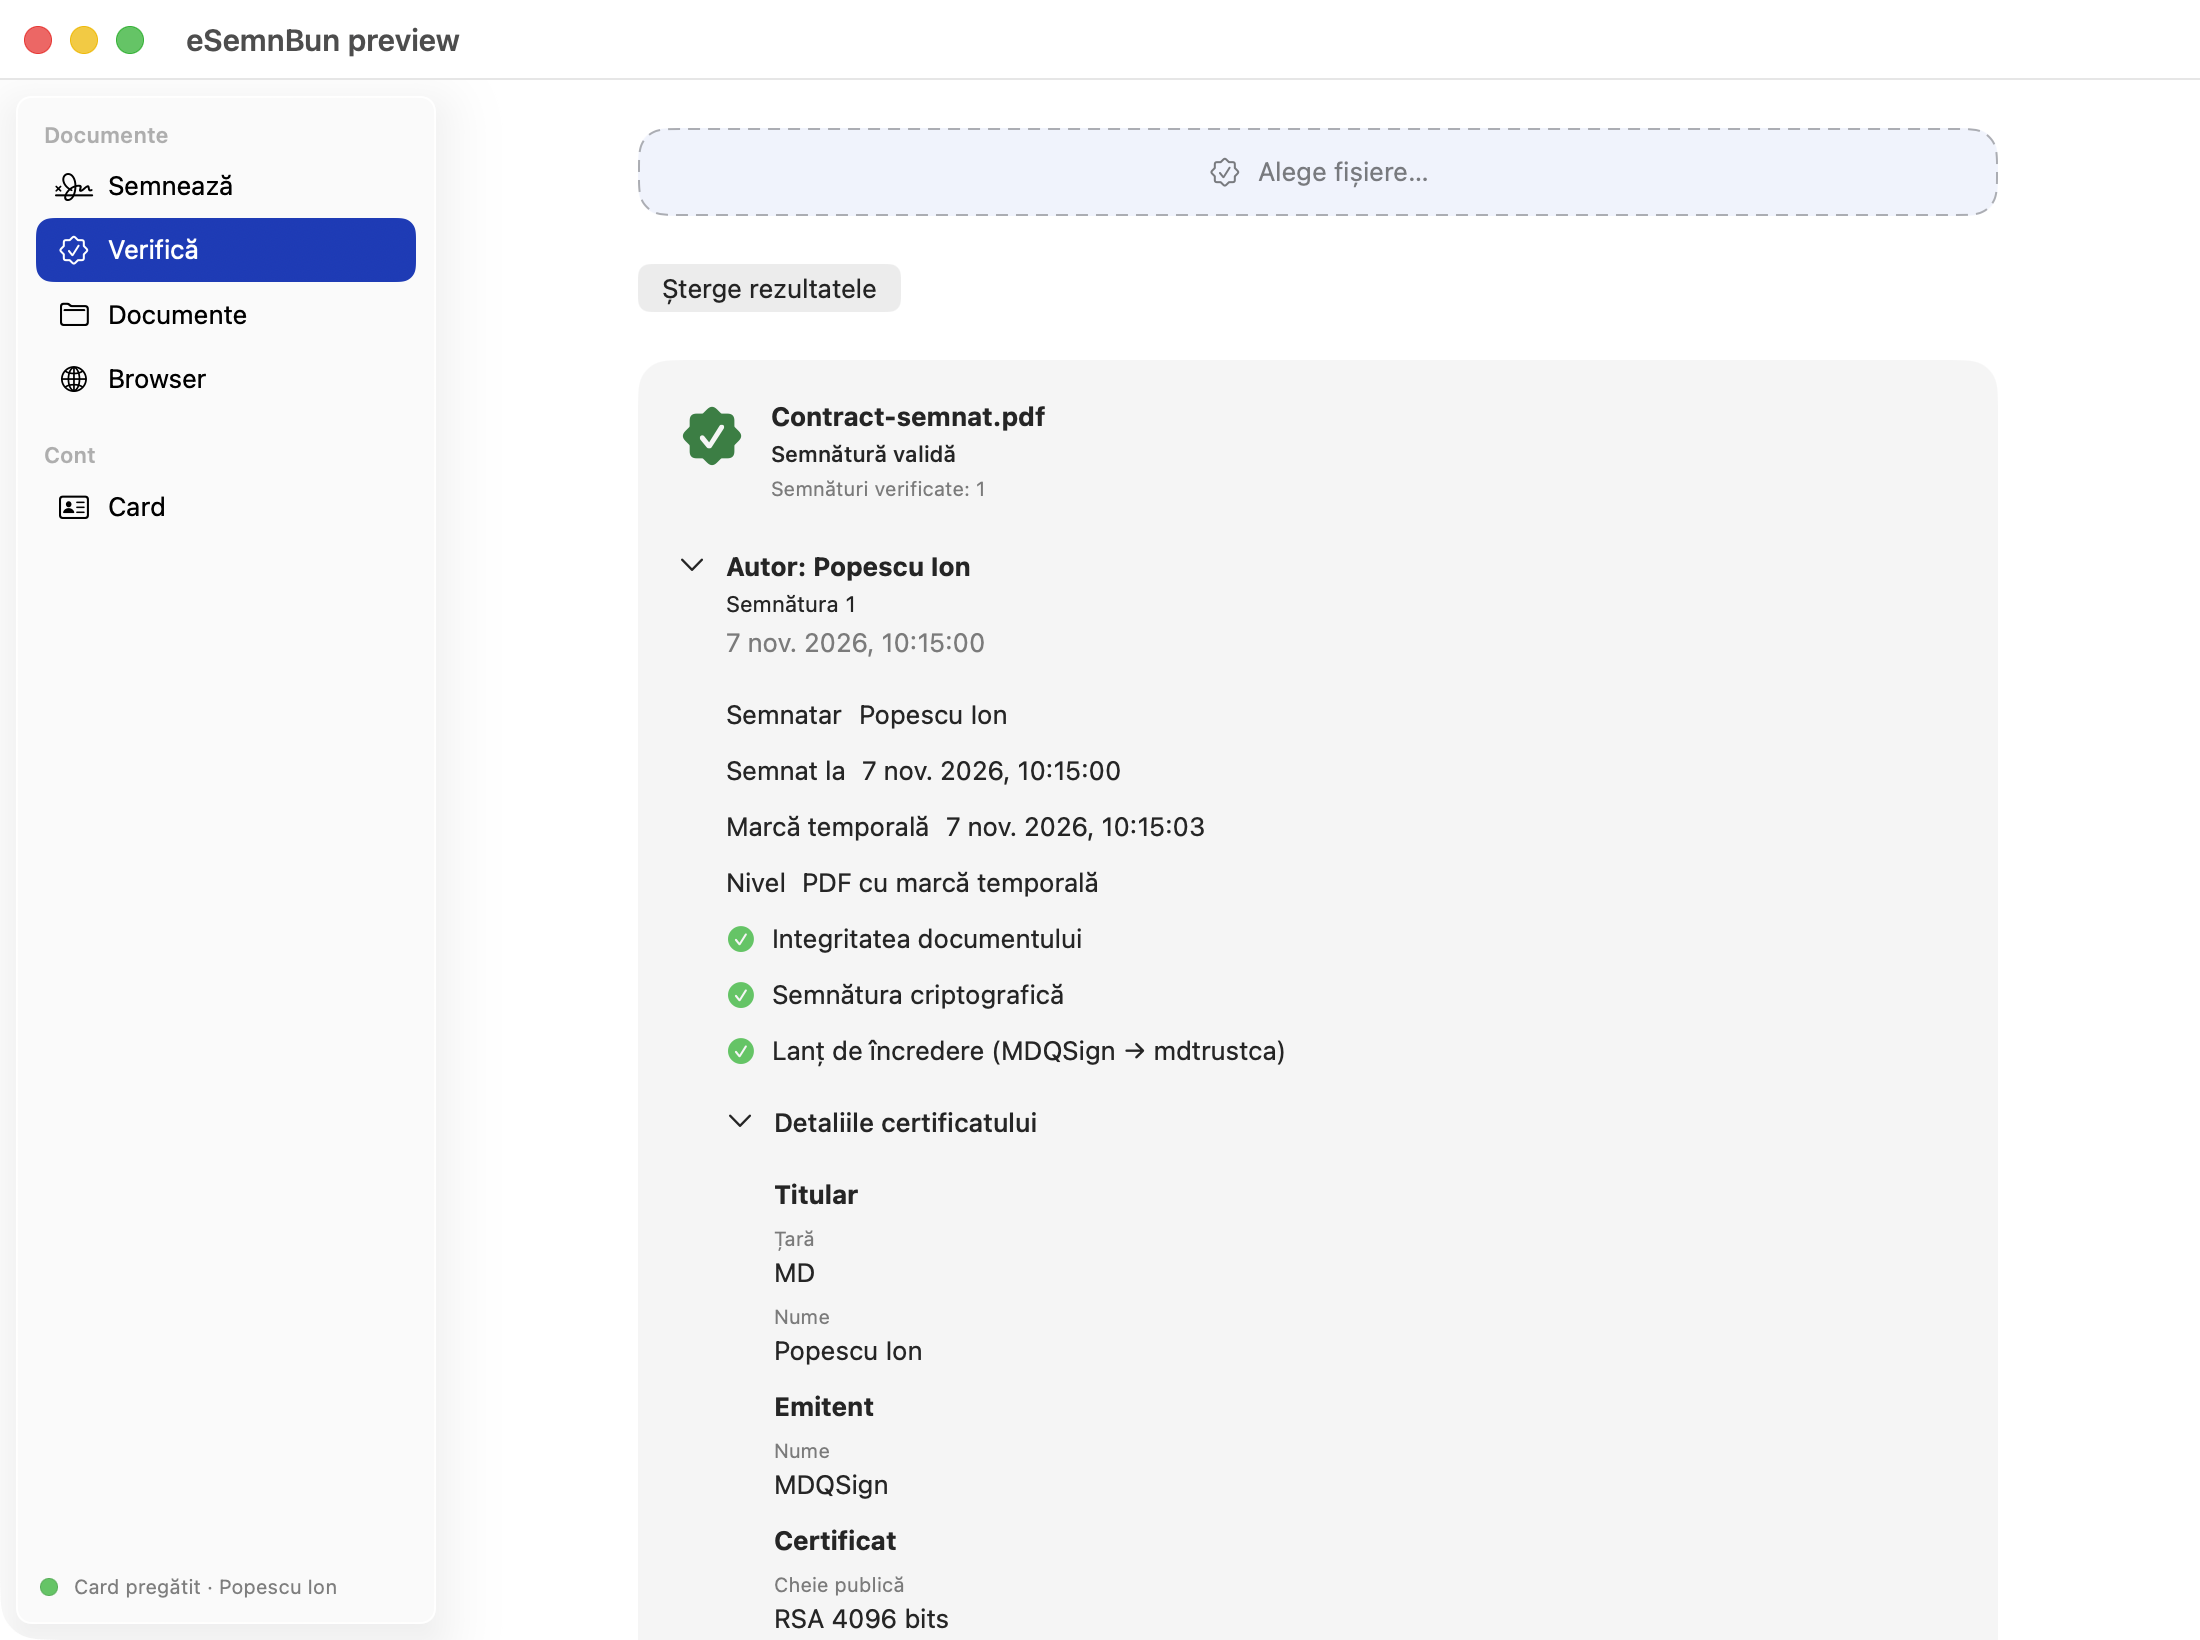 eSemnBun preview
Documente
Semnează
Verifică
Documente
Browser
Cont
Card
Card pregătit · Popescu Ion
Alege fișiere...
Șterge rezultatele
Contract-semnat.pdf
Semnătură validă
Semnături verificate: 1
Autor: Popescu Ion
Semnătura 1
7 nov. 2026, 10:15:00
Semnatar Popescu Ion
Semnat la 7 nov. 2026, 10:15:00
Marcă temporală 7 nov. 2026, 10:15:03
Nivel PDF cu marcă temporală
Integritatea documentului
Semnătura criptografică
Lanț de încredere (MDQSign → mdtrustca)
Detaliile certificatului
Titular
Țară
MD
Nume
Popescu Ion
Emitent
Nume
MDQSign
Certificat
Cheie publică
RSA 4096 bits